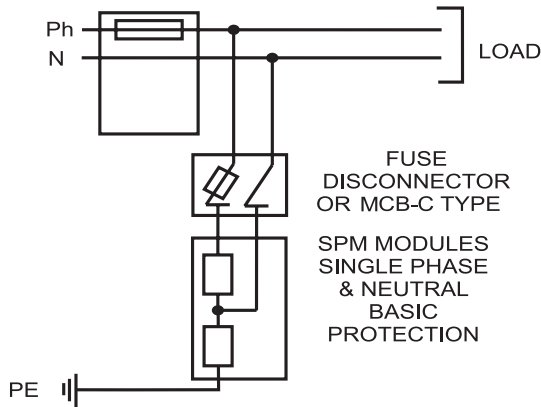 Ph
N
LOAD
FUSE
DISCONNECTOR
OR MCB-C TYPE
SPM MODULES
SINGLE PHASE
& NEUTRAL
BASIC
PROTECTION
PE